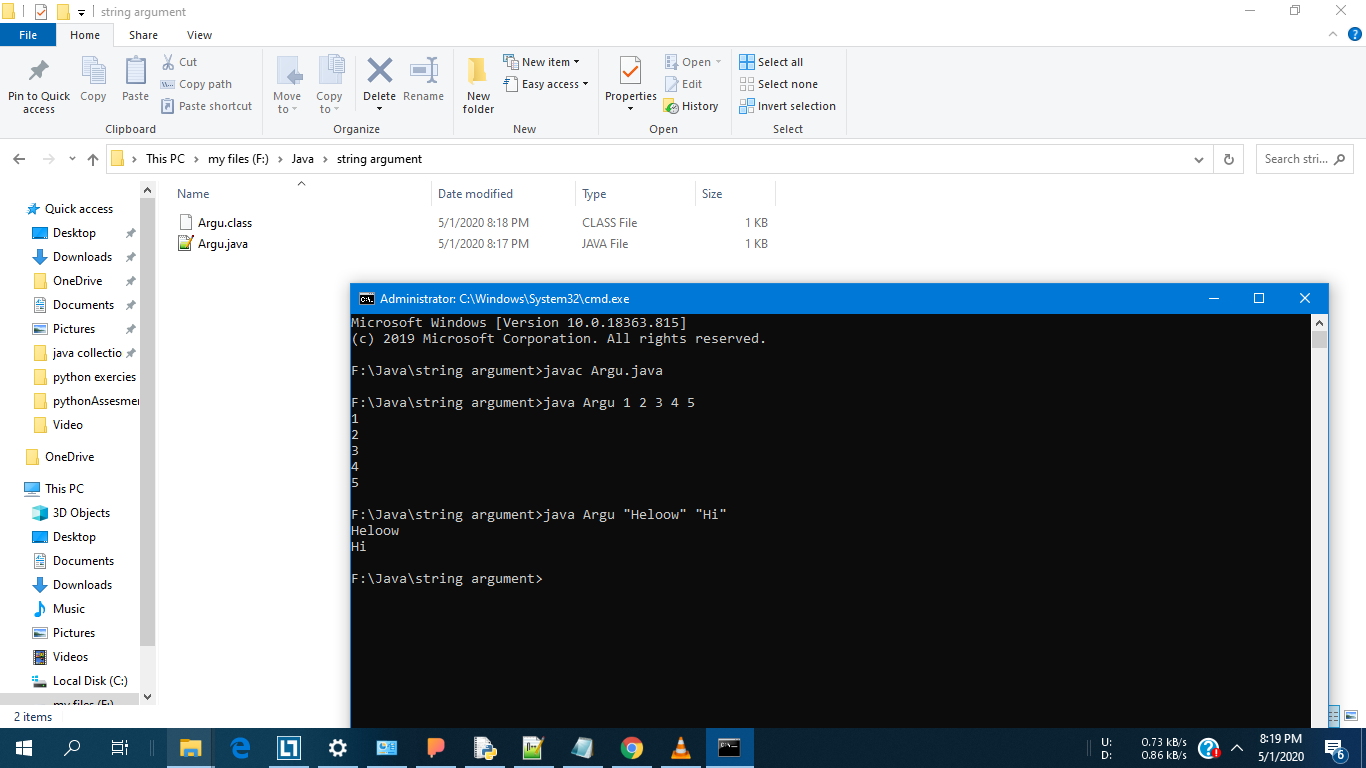 string argument
File Home Share View
Pin to Quick access
Copy
Paste
Cut
Copy path
Paste shortcut
Clipboard
Move to
Copy to
Delete
Rename
Organize
New folder
New item
Easy access
New
Properties
Open
Edit
History
Open
Select all
Select none
Invert selection
Select
This PC > my files (F:) > Java > string argument
Search stri...
Name Date modified Type Size
Argu.class 5/1/2020 8:18 PM CLASS File 1 KB
Argu.java 5/1/2020 8:17 PM JAVA File 1 KB
Quick access
Desktop
Downloads
OneDrive
Documents
Pictures
java collectio
python exercies
pythonAssesmen
Video
OneDrive
This PC
3D Objects
Desktop
Documents
Downloads
Music
Pictures
Videos
Local Disk (C:)
my files (F:)
2 items
Administrator: C:\Windows\System32\cmd.exe
Microsoft Windows [Version 10.0.18363.815]
(c) 2019 Microsoft Corporation. All rights reserved.
F:\Java\string argument>javac Argu.java
F:\Java\string argument>java Argu 1 2 3 4 5
1
2
3
4
5
F:\Java\string argument>java Argu "Heloow" "Hi"
Heloow
Hi
F:\Java\string argument>
U: 0.73 kB/s
D: 0.86 kB/s
8:19 PM
5/1/2020
6